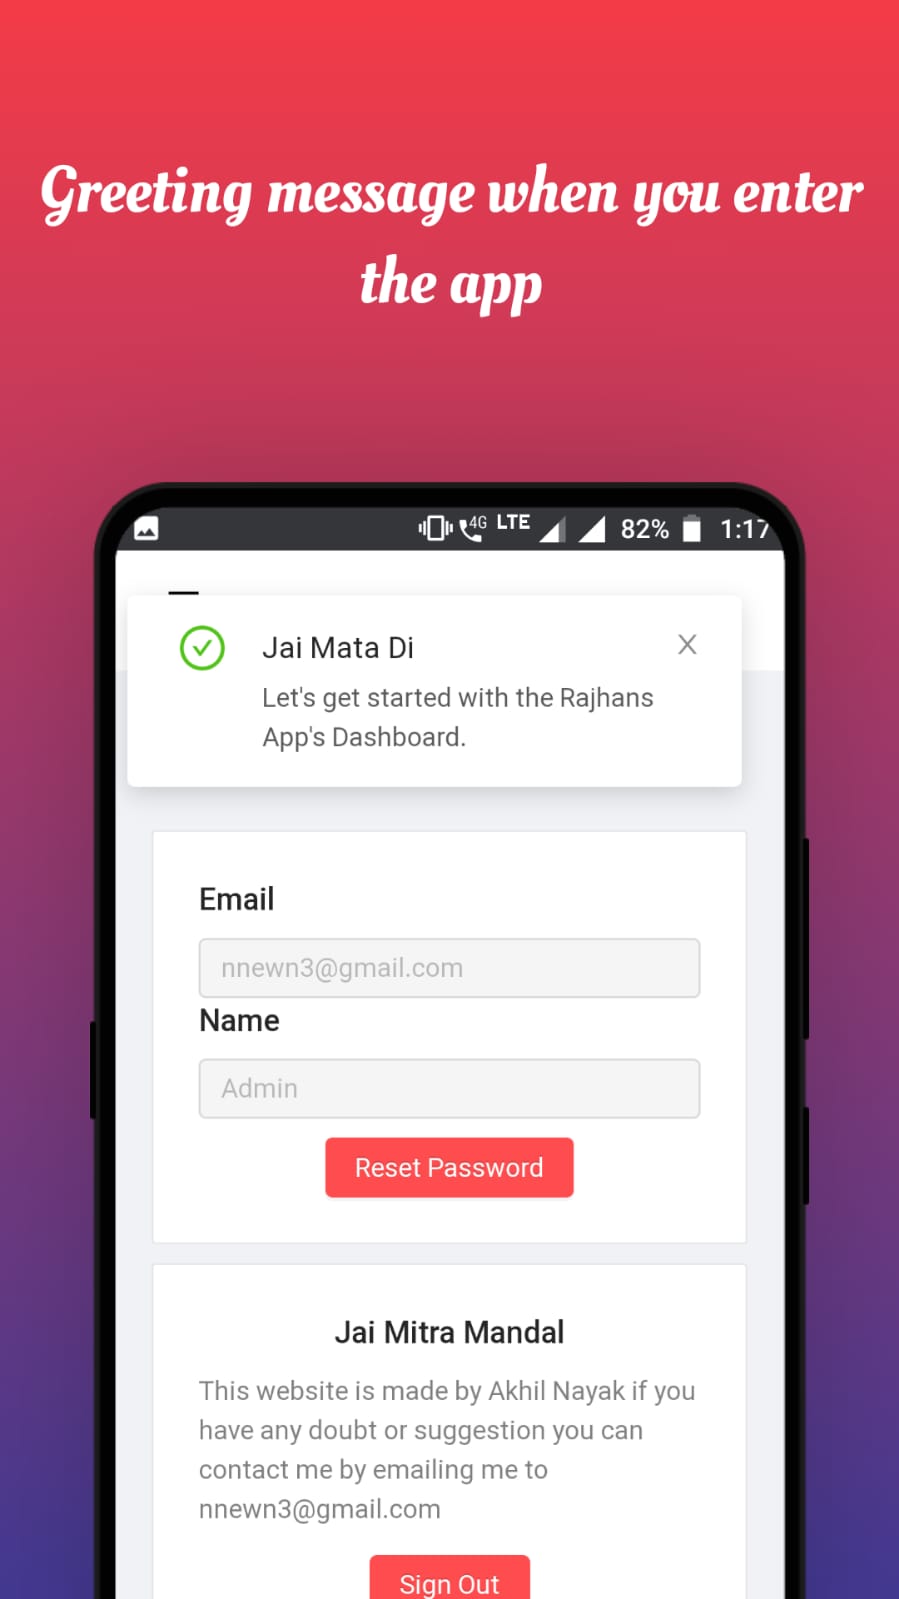 Greeting message when you enter
the app
4G LTE 82% 1:17
Jai Mata Di
Let's get started with the Rajhans
App's Dashboard.
Email
nnewn3@gmail.com
Name
Admin
Reset Password
Jai Mitra Mandal
This website is made by Akhil Nayak if you
have any doubt or suggestion you can
contact me by emailing me to
nnewn3@gmail.com
Sign Out